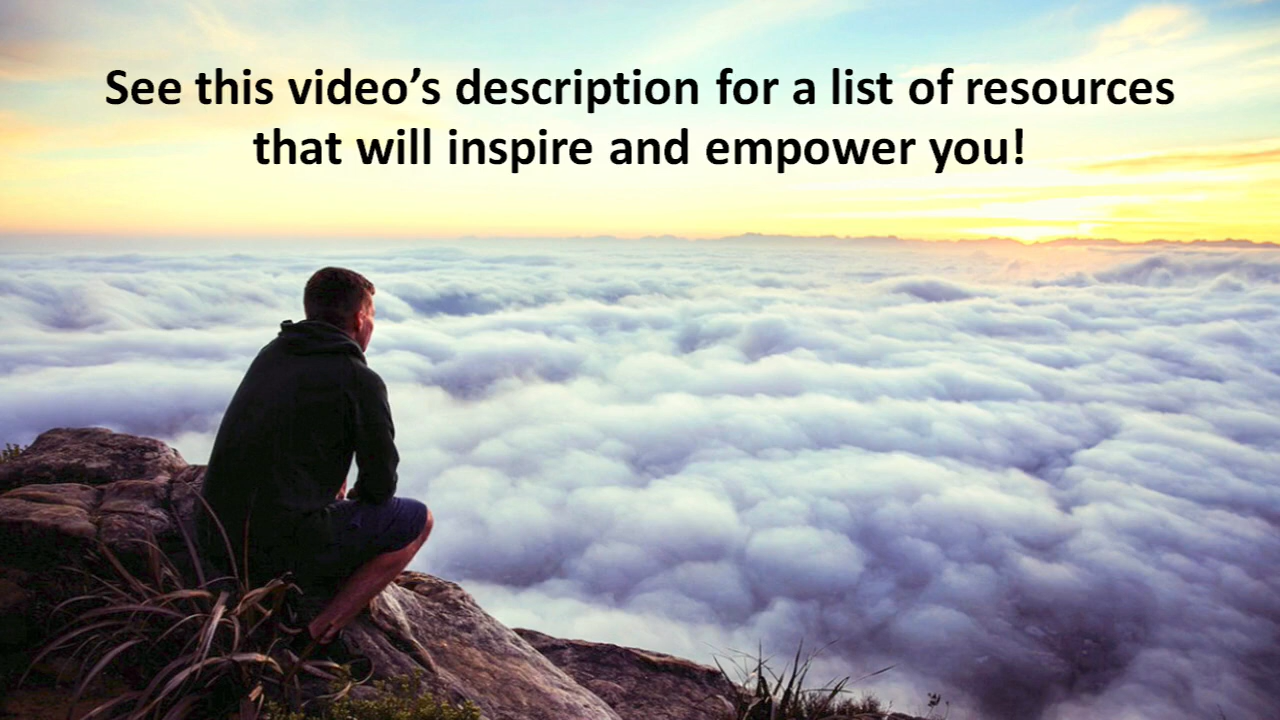 See this video’s description for a list of resources
that will inspire and empower you!